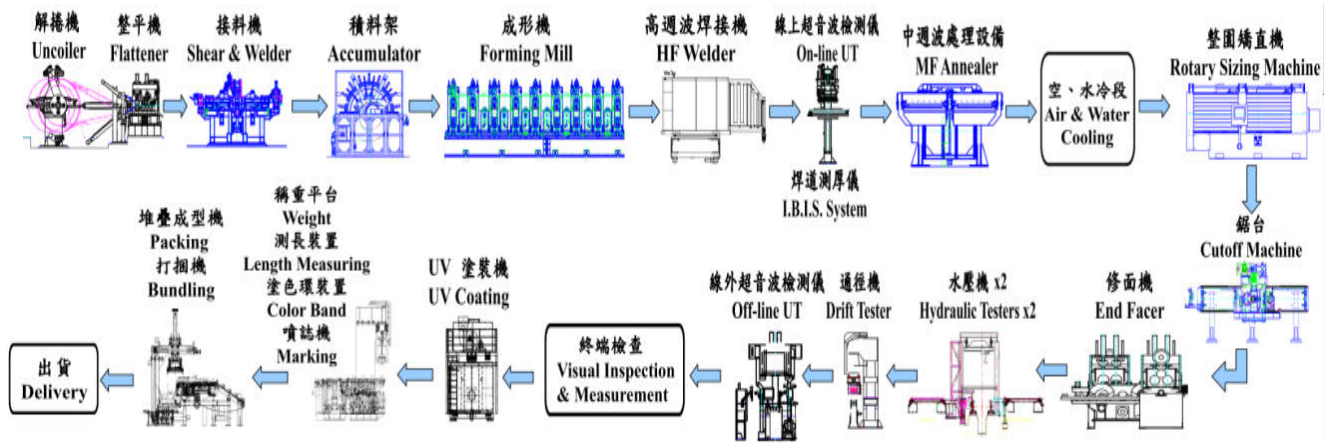 解捲機
Uncoiler
整平機
Flattener
接料機
Shear & Welder
積料架
Accumulator
成形機
Forming Mill
高週波焊接機
HF Welder
線上超音波檢測儀
On-line UT
焊道測厚儀
I.B.I.S. System
中週波處理設備
MF Annealer
空、水冷段
Air & Water
Cooling
整圓矯直機
Rotary Sizing Machine
鋸台
Cutoff Machine
修面機
End Facer
水壓機 x2
Hydraulic Testers x2
通徑機
Drift Tester
線外超音波檢測儀
Off-line UT
終端檢查
Visual Inspection
& Measurement
UV 塗裝機
UV Coating
稱重平台
Weight
測長裝置
Length Measuring
塗色環裝置
Color Band
噴誌機
Marking
堆疊成型機
Packing
打捆機
Bundling
出貨
Delivery